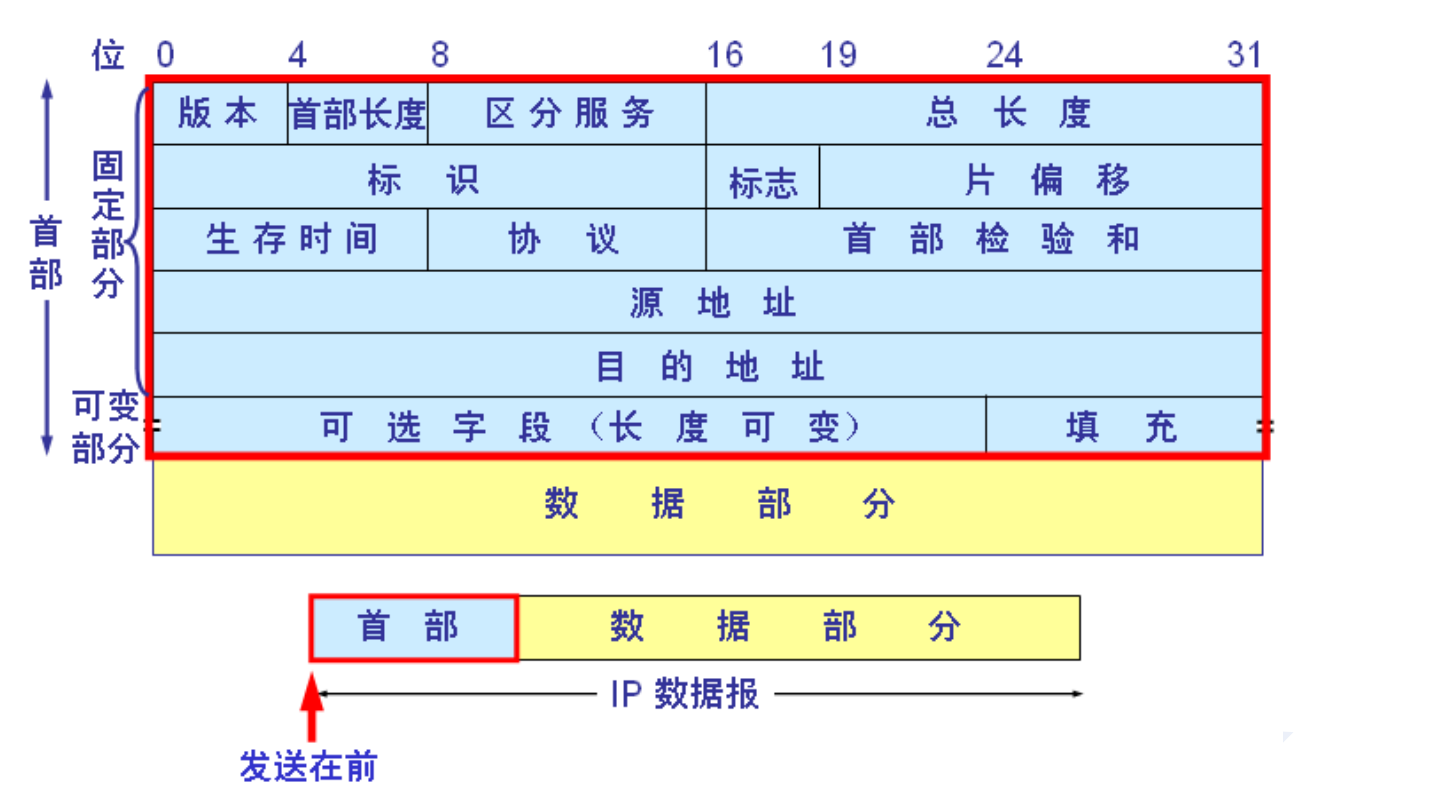 位 0 4 8 16 19 24 31
版本 首部长度 区分服务 总长度
标识 标志 片偏移
生存时间 协议 首部检验和
源地址
目的地址
可选字段（长度可变） 填充
首部
固定部分
可变部分
数据部分
首部 数据部分
IP 数据报
发送在前